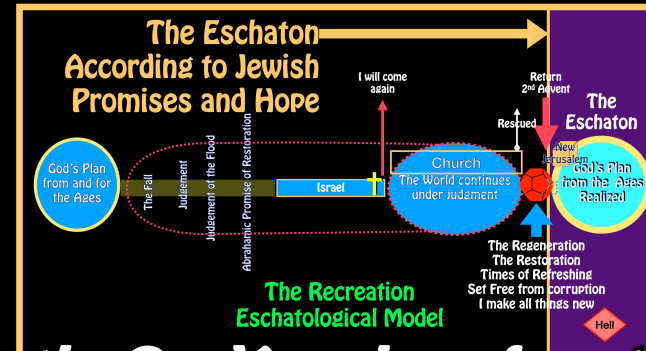 The Eschaton
According to Jewish
Promises and Hope
I will come
again
Return
2nd Advent
The
Eschaton
Rescued
New
Jerusalem
God's Plan
from and for
the Ages
The Fall
Judgement
Judgement of the Flood
Abrahamic Promise of Restoration
Israel
Church
The World continues
under judgment
God's Plan
from the Ages
Realized
The Regeneration
The Restoration
Times of Refreshing
Set Free from corruption
I make all things new
The Recreation
Eschatological Model
Hell